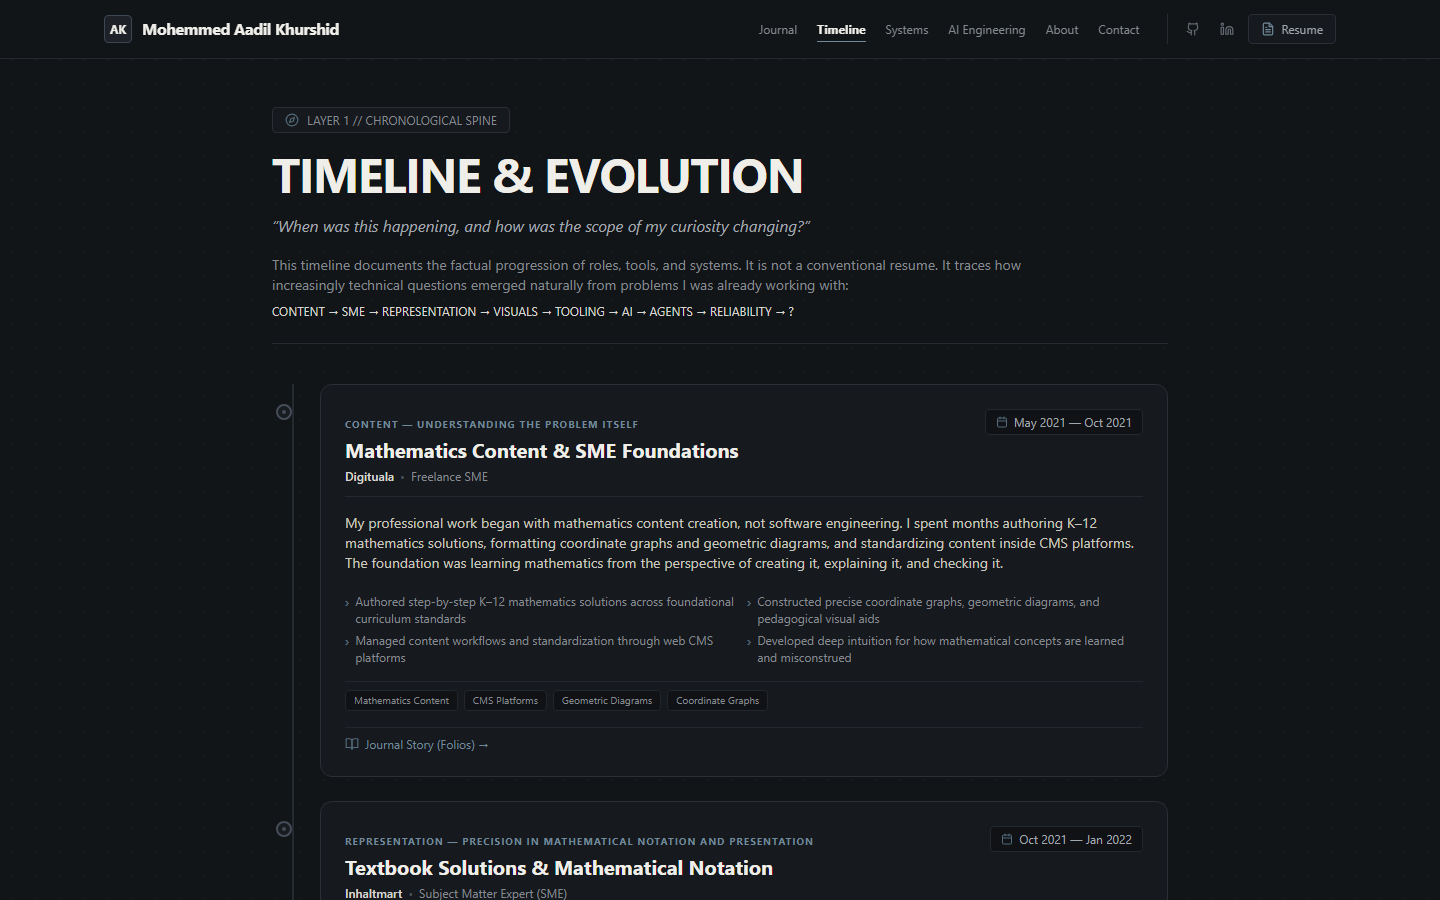 AK Mohemmed Aadil Khurshid
Journal Timeline Systems AI Engineering About Contact Resume
LAYER 1 // CHRONOLOGICAL SPINE
TIMELINE & EVOLUTION
“When was this happening, and how was the scope of my curiosity changing?”
This timeline documents the factual progression of roles, tools, and systems. It is not a conventional resume. It traces how
increasingly technical questions emerged naturally from problems I was already working with:
CONTENT → SME → REPRESENTATION → VISUALS → TOOLING → AI → AGENTS → RELIABILITY → ?
CONTENT — UNDERSTANDING THE PROBLEM ITSELF
May 2021 — Oct 2021
Mathematics Content & SME Foundations
Digituala • Freelance SME
My professional work began with mathematics content creation, not software engineering. I spent months authoring K–12
mathematics solutions, formatting coordinate graphs and geometric diagrams, and standardizing content inside CMS platforms.
The foundation was learning mathematics from the perspective of creating it, explaining it, and checking it.
› Authored step-by-step K–12 mathematics solutions across foundational
curriculum standards
› Constructed precise coordinate graphs, geometric diagrams, and
pedagogical visual aids
› Managed content workflows and standardization through web CMS
platforms
› Developed deep intuition for how mathematical concepts are learned
and misconstrued
Mathematics Content CMS Platforms Geometric Diagrams Coordinate Graphs
Journal Story (Folios) →
REPRESENTATION — PRECISION IN MATHEMATICAL NOTATION AND PRESENTATION
Oct 2021 — Jan 2022
Textbook Solutions & Mathematical Notation
Inhaltmart • Subject Matter Expert (SME)